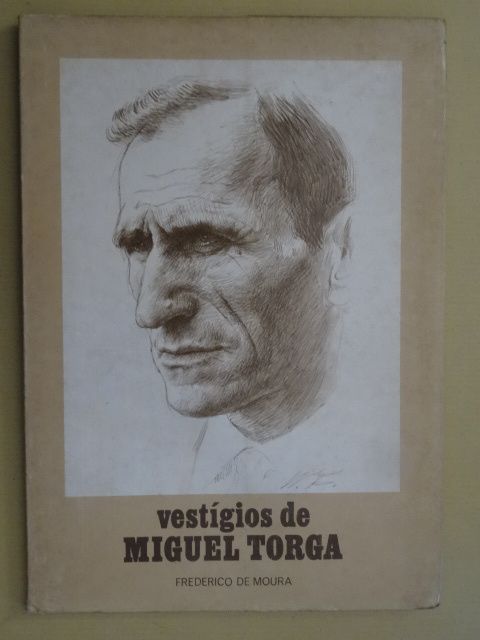 vestígios de
MIGUEL TORGA
FREDERICO DE MOURA